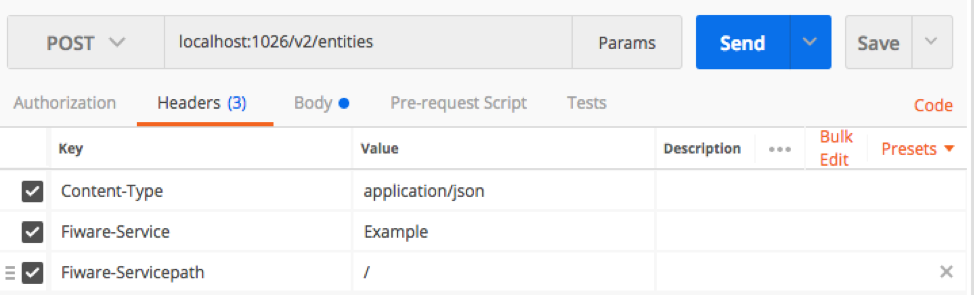 POST localhost:1026/v2/entities Params Send Save
Authorization Headers (3) Body Pre-request Script Tests Code
Key Value Description ••• Bulk Edit Presets
Content-Type application/json
Fiware-Service Example
Fiware-Servicepath /